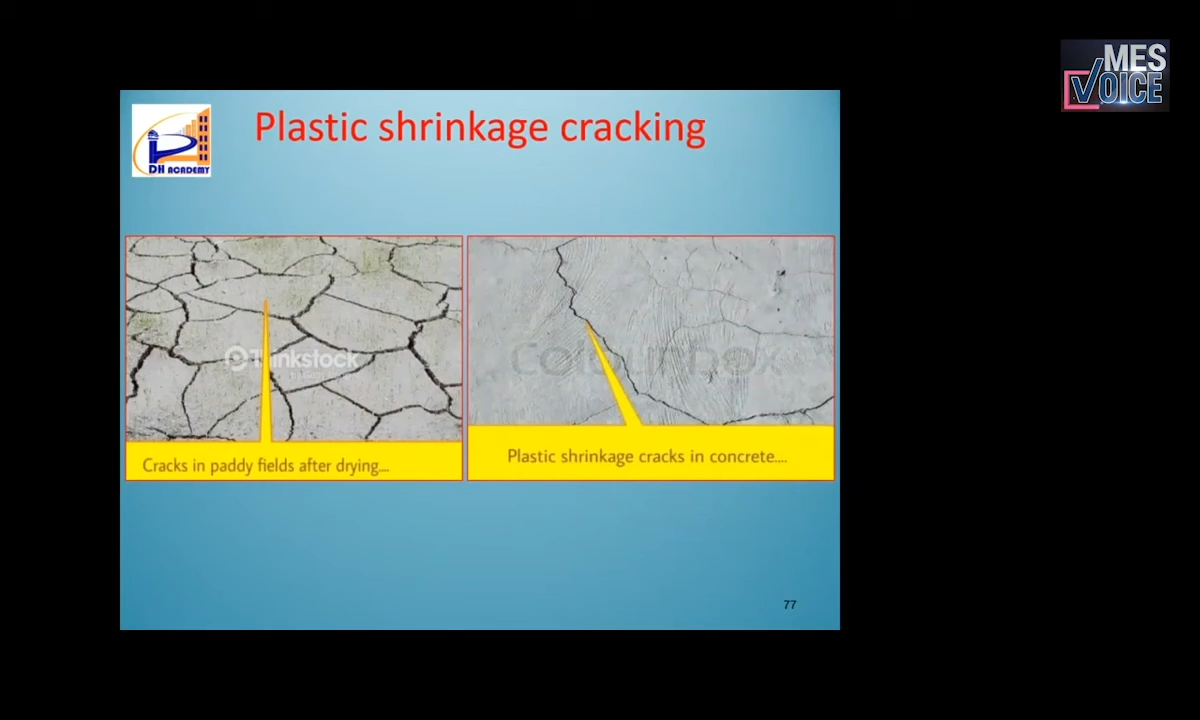 MES
VOICE
Plastic shrinkage cracking
DH ACADEMY
Thinkstock
Cracks in paddy fields after drying...
Plastic shrinkage cracks in concrete....
77